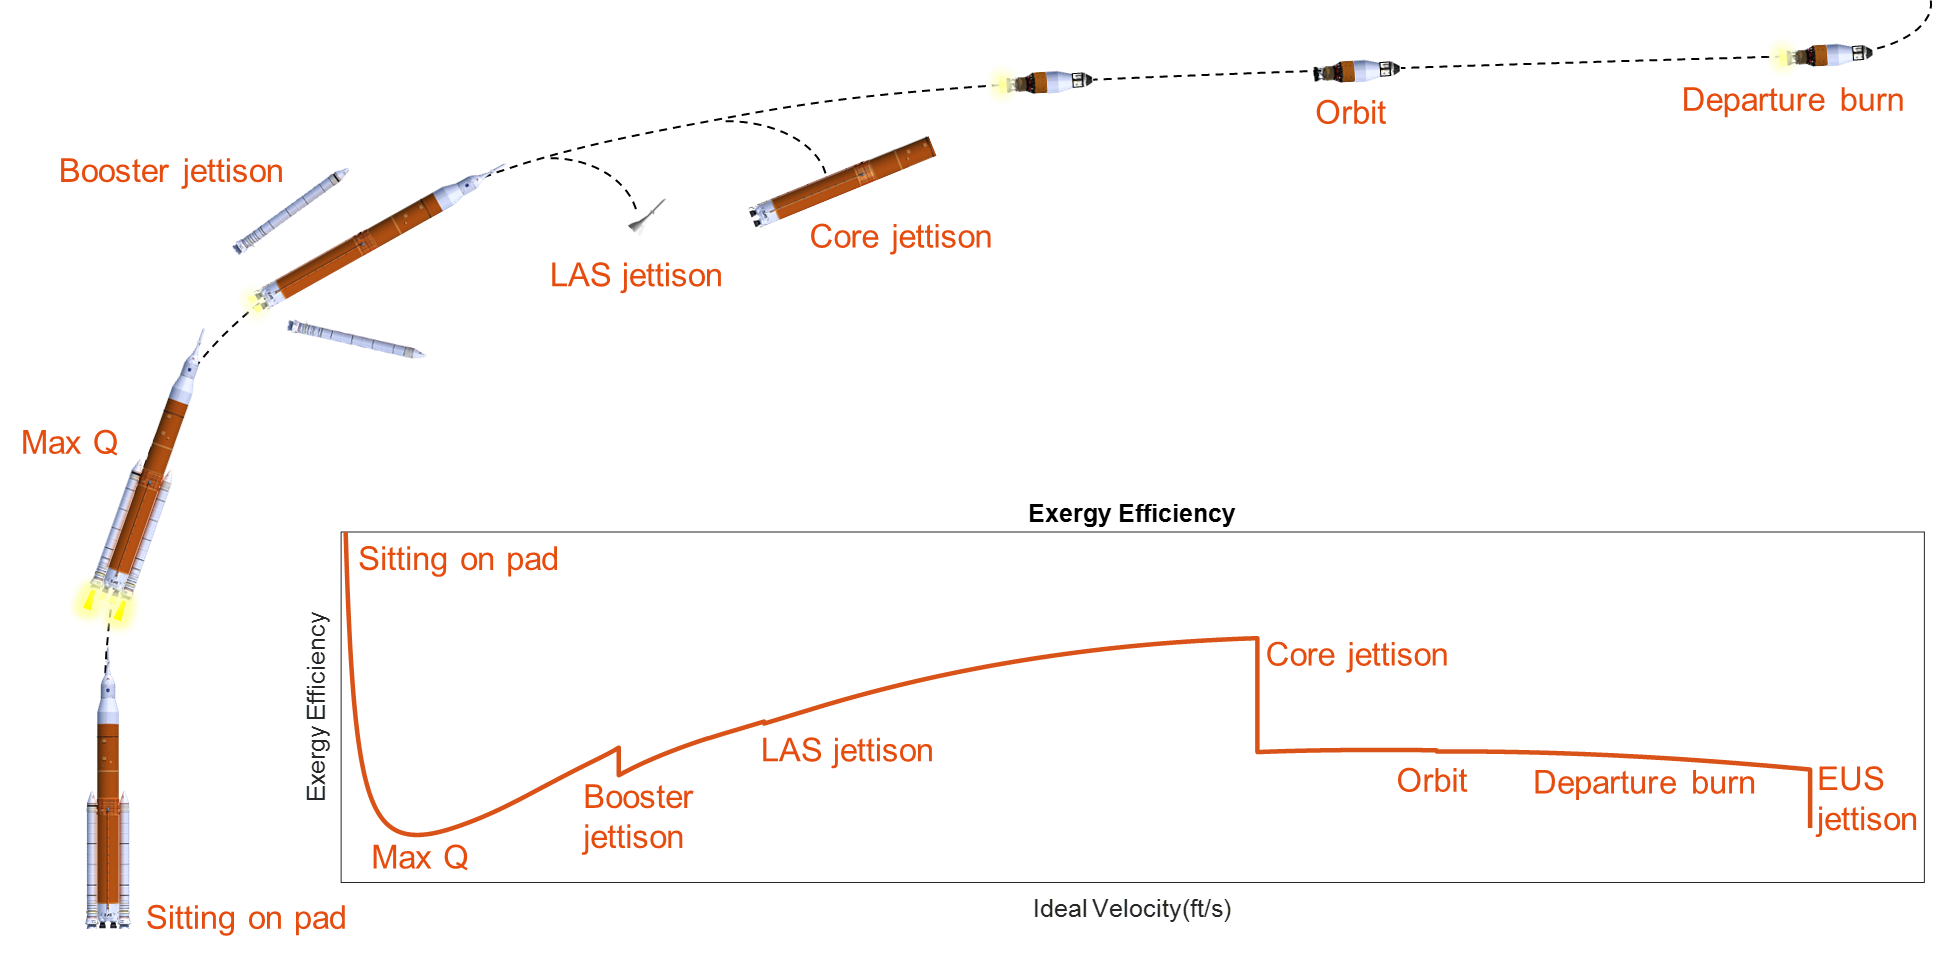 Departure burn
Orbit
Booster jettison
Core jettison
LAS jettison
Max Q
Sitting on pad
Exergy Efficiency
Exergy Efficiency
Sitting on pad
Core jettison
LAS jettison
Orbit
Departure burn
EUS
jettison
Booster
jettison
Max Q
Ideal Velocity(ft/s)